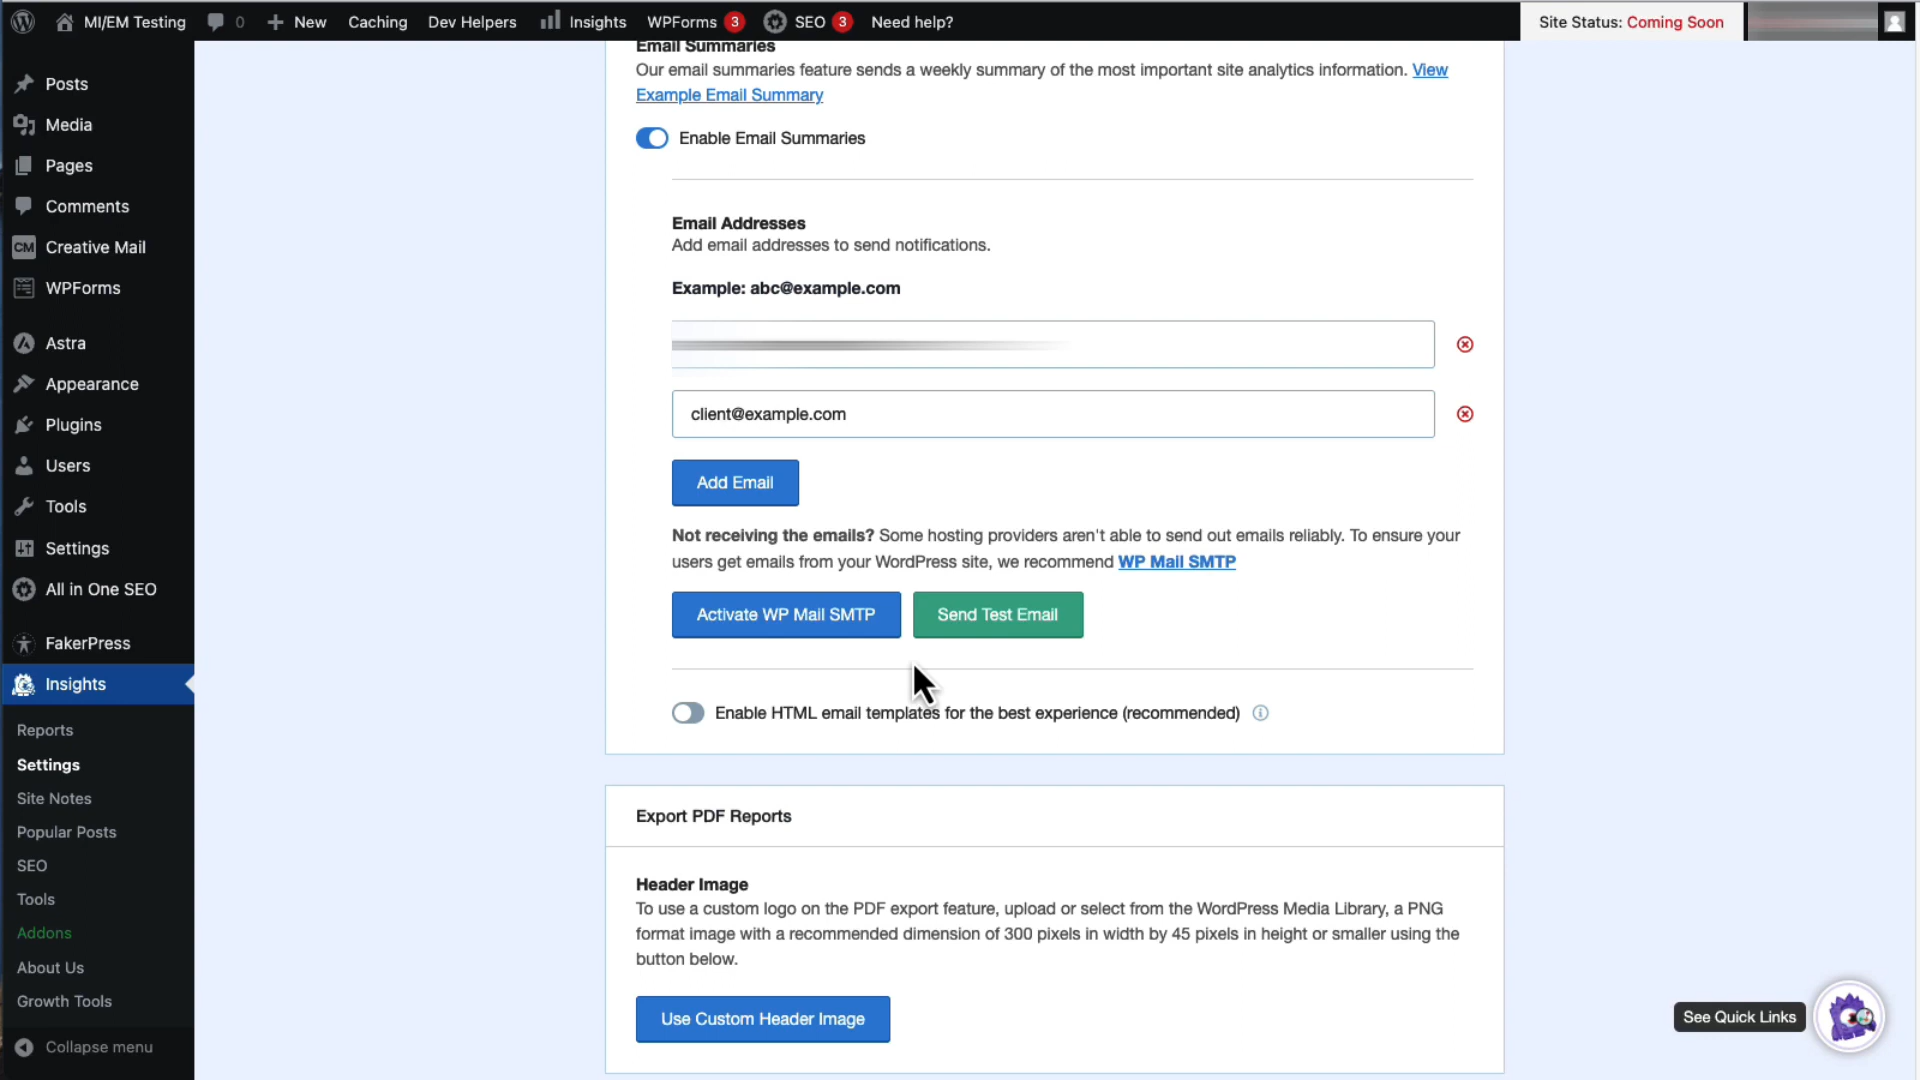 MI/EM Testing
0
New
Caching
Dev Helpers
Insights
WPForms 3
SEO 3
Need help?
Site Status: Coming Soon
Posts
Media
Pages
Comments
CM Creative Mail
WPForms
Astra
Appearance
Plugins
Users
Tools
Settings
All in One SEO
FakerPress
Insights
Reports
Settings
Site Notes
Popular Posts
SEO
Tools
Addons
About Us
Growth Tools
Collapse menu
Email Summaries
Our email summaries feature sends a weekly summary of the most important site analytics information. View
Example Email Summary
Enable Email Summaries
Email Addresses
Add email addresses to send notifications.
Example: abc@example.com
client@example.com
Add Email
Not receiving the emails? Some hosting providers aren't able to send out emails reliably. To ensure your
users get emails from your WordPress site, we recommend WP Mail SMTP
Activate WP Mail SMTP
Send Test Email
Enable HTML email templates for the best experience (recommended)
Export PDF Reports
Header Image
To use a custom logo on the PDF export feature, upload or select from the WordPress Media Library, a PNG
format image with a recommended dimension of 300 pixels in width by 45 pixels in height or smaller using the
button below.
Use Custom Header Image
See Quick Links